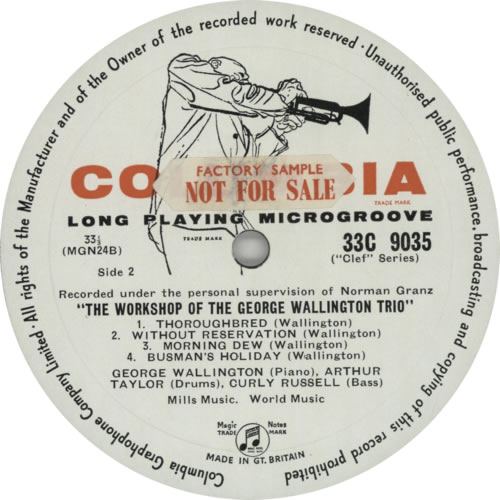 Columbia Graphophone Company Limited · All rights of the Manufacturer and of the Owner of the recorded work reserved · Unauthorised public performance, broadcasting and copying of this record prohibited
CO
BIA
FACTORY SAMPLE
NOT FOR SALE
TRADE MARK
LONG PLAYING MICROGROOVE
TRADE MARK
33⅓
(MGN24B)
Side 2
33C 9035
("Clef" Series)
Recorded under the personal supervision of Norman Granz
"THE WORKSHOP OF THE GEORGE WALLINGTON TRIO"
1. THOROUGHBRED (Wallington)
2. WITHOUT RESERVATION (Wallington)
3. MORNING DEW (Wallington)
4. BUSMAN'S HOLIDAY (Wallington)
GEORGE WALLINGTON (Piano), ARTHUR
TAYLOR (Drums), CURLY RUSSELL (Bass)
Mills Music. World Music
Magic Notes
TRADE MARK
MADE IN GT. BRITAIN